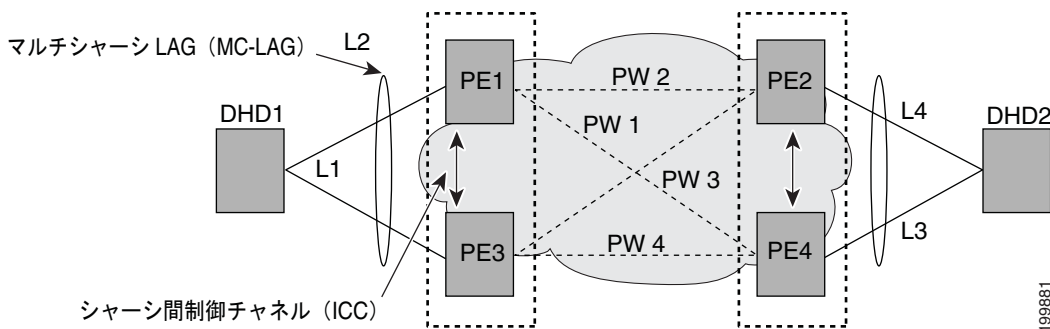 マルチシャーシ LAG（MC-LAG）
L2
PE1
PW 2
PE2
DHD1
PW 1
L4
DHD2
L1
PW 3
PE3
PW 4
PE4
L3
シャーシ間制御チャネル（ICC）
199881